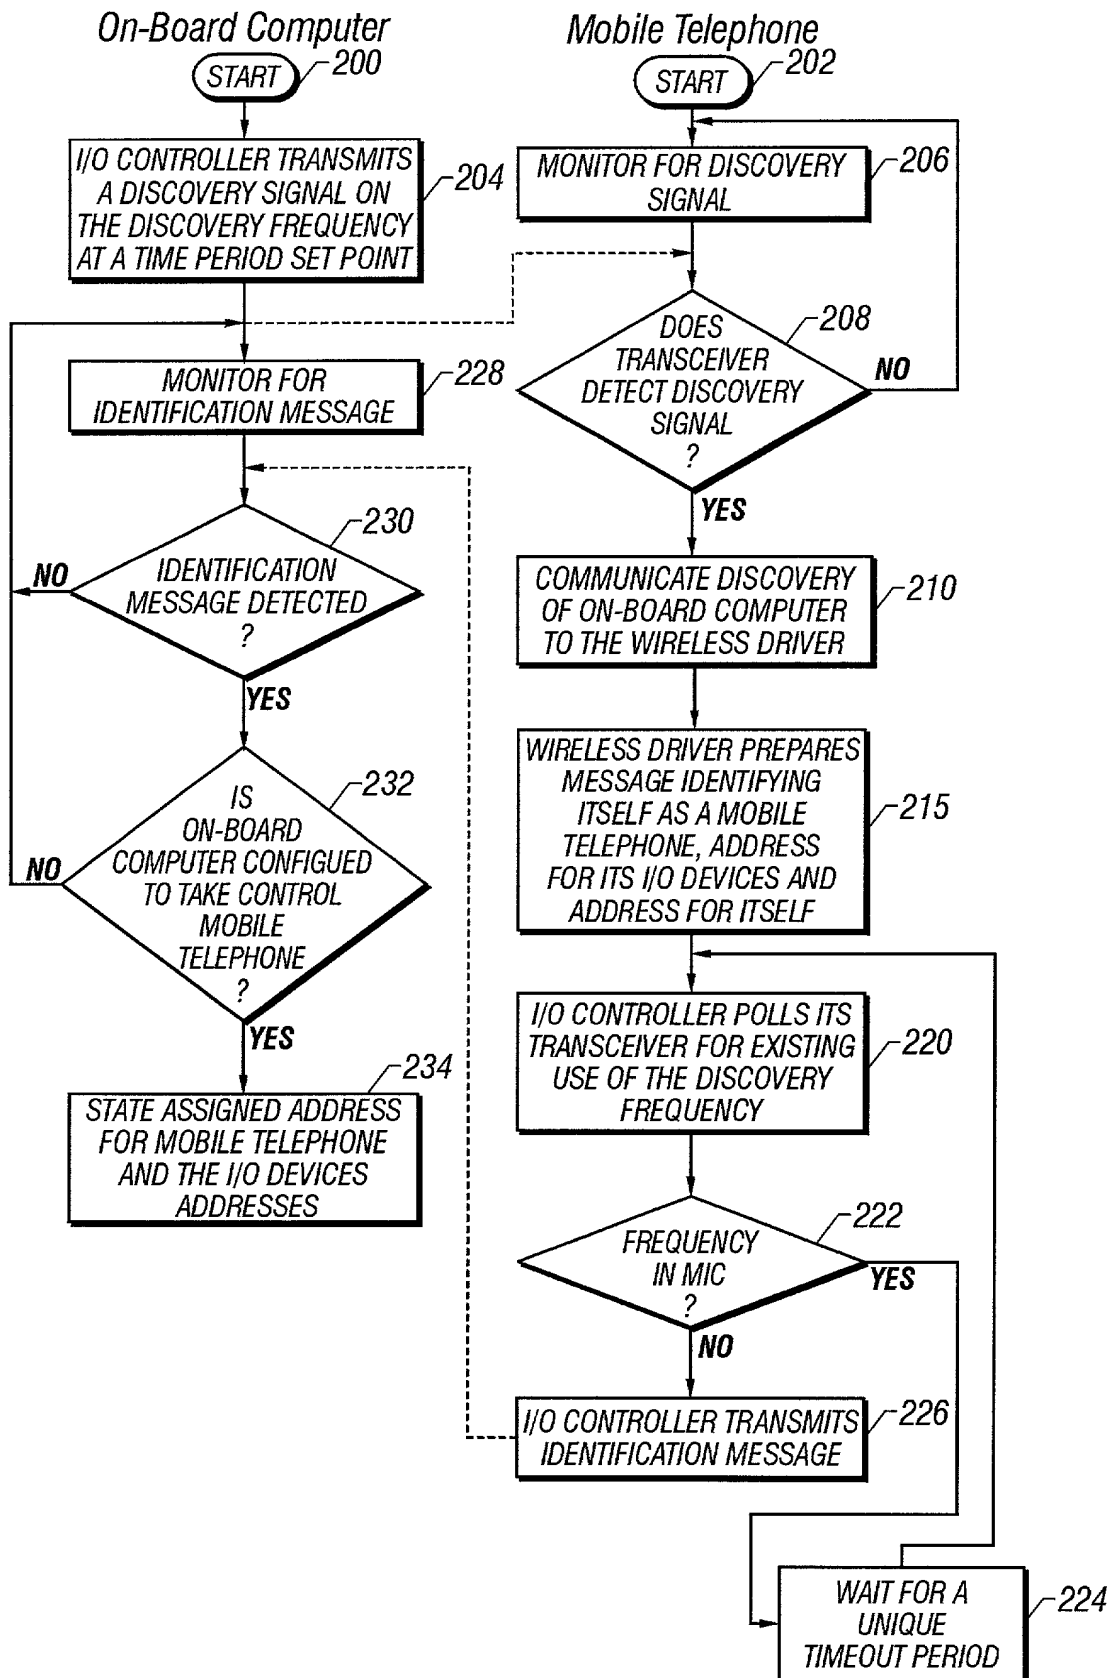 On-Board Computer
START
200
I/O CONTROLLER TRANSMITS
A DISCOVERY SIGNAL ON
THE DISCOVERY FREQUENCY
AT A TIME PERIOD SET POINT
204
MONITOR FOR
IDENTIFICATION MESSAGE
228
230
IDENTIFICATION
MESSAGE DETECTED
?
NO
YES
232
IS
ON-BOARD
COMPUTER CONFIGUED
TO TAKE CONTROL
MOBILE
TELEPHONE
?
NO
YES
234
STATE ASSIGNED ADDRESS
FOR MOBILE TELEPHONE
AND THE I/O DEVICES
ADDRESSES
Mobile Telephone
START
202
MONITOR FOR DISCOVERY
SIGNAL
206
208
DOES
TRANSCEIVER
DETECT DISCOVERY
SIGNAL
?
NO
YES
COMMUNICATE DISCOVERY
OF ON-BOARD COMPUTER
TO THE WIRELESS DRIVER
210
WIRELESS DRIVER PREPARES
MESSAGE IDENTIFYING
ITSELF AS A MOBILE
TELEPHONE, ADDRESS
FOR ITS I/O DEVICES AND
ADDRESS FOR ITSELF
215
I/O CONTROLLER POLLS ITS
TRANSCEIVER FOR EXISTING
USE OF THE DISCOVERY
FREQUENCY
220
222
FREQUENCY
IN MIC
?
YES
NO
I/O CONTROLLER TRANSMITS
IDENTIFICATION MESSAGE
226
WAIT FOR A
UNIQUE
TIMEOUT PERIOD
224